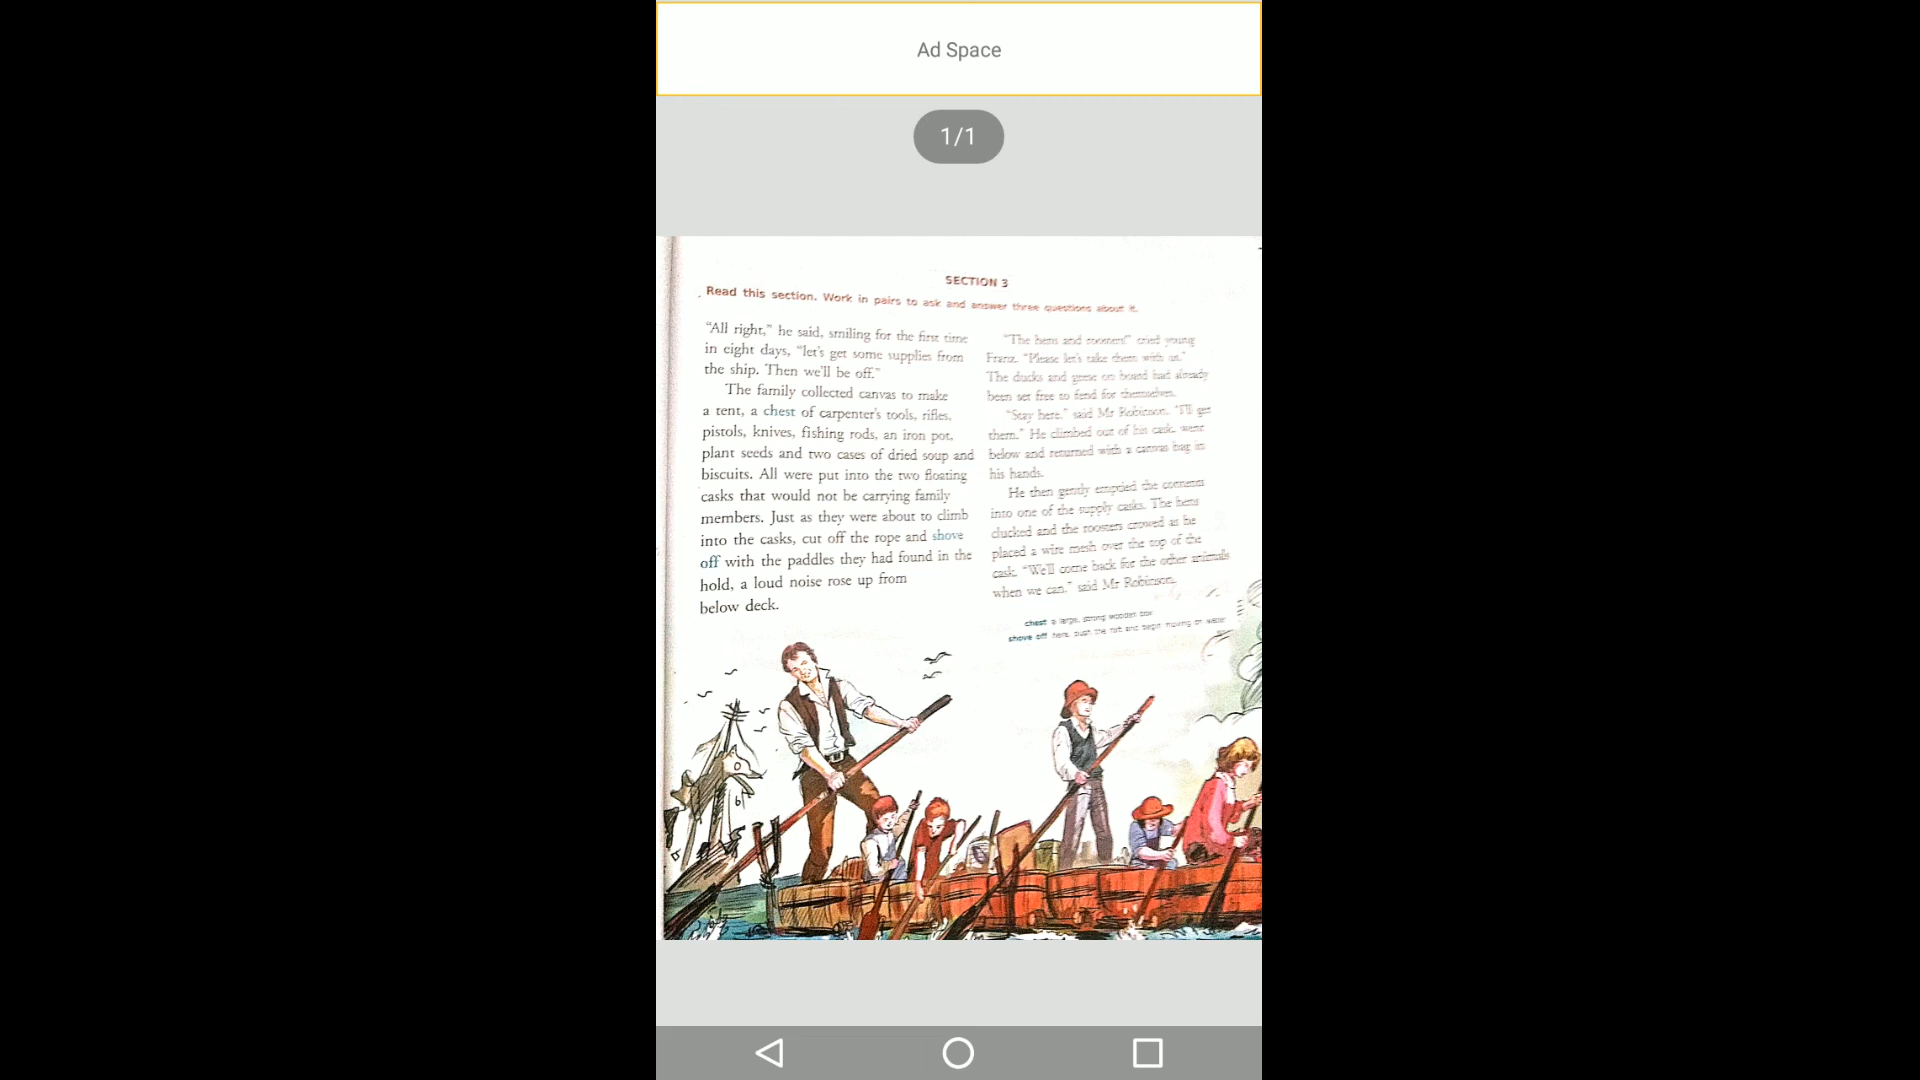 Ad Space
1/1
SECTION 3
Read this section. Work in pairs to ask and answer three questions about it.
“All right,” he said, smiling for the first time
in eight days, “let’s get some supplies from
the ship. Then we’ll be off.”
The family collected canvas to make
a tent, a chest of carpenter’s tools, rifles,
pistols, knives, fishing rods, an iron pot,
plant seeds and two cases of dried soup and
biscuits. All were put into the two floating
casks that would not be carrying family
members. Just as they were about to climb
into the casks, cut off the rope and shove
off with the paddles they had found in the
hold, a loud noise rose up from
below deck.
“The hens and roosters!” cried young
Franz. “Please let’s take them with us.”
The ducks and geese on board had already
been set free to fend for themselves.
“Stay here,” said Mr Robinson. “I’ll get
them.” He climbed out of his cask, went
below and returned with a canvas bag in
his hands.
He then gently emptied the contents
into one of the supply casks. The hens
clucked and the roosters crowed as he
placed a wire mesh over the top of the
cask. “We’ll come back for the other animals
when we can,” said Mr Robinson.
chest a large, strong wooden box
shove off here, push the raft and begin moving on water